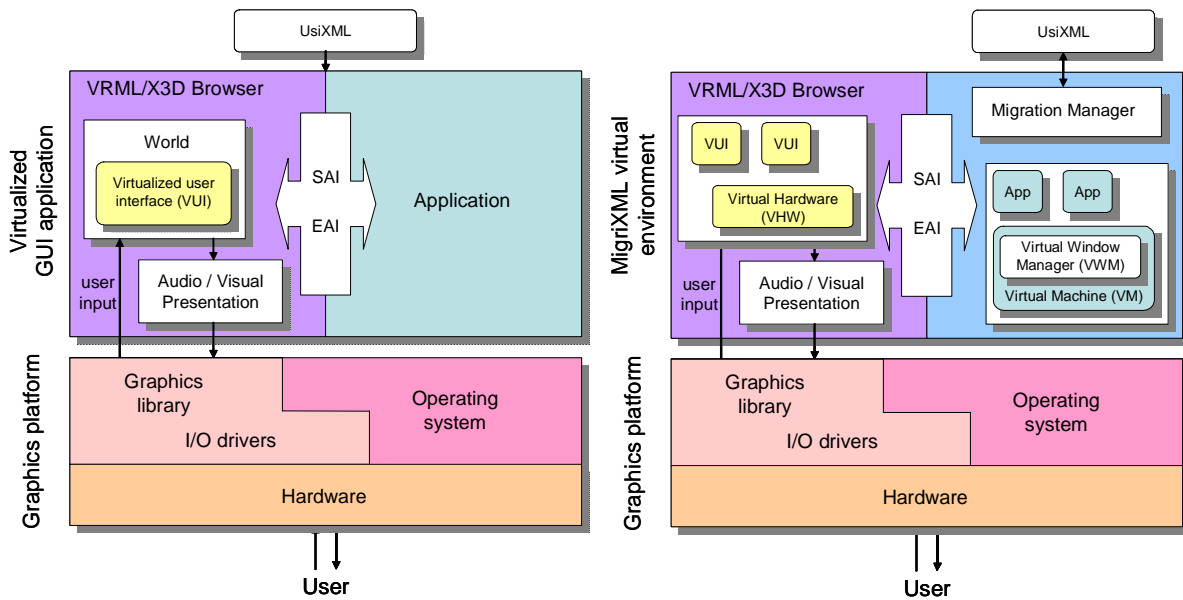 UsiXML
VRML/X3D Browser
World
Virtualized user
interface (VUI)
SAI
EAI
Application
user
input
Audio / Visual
Presentation
Virtualized
GUI application
Graphics
library
I/O drivers
Operating
system
Hardware
Graphics platform
User
UsiXML
VRML/X3D Browser
Migration Manager
VUI
VUI
Virtual Hardware
(VHW)
SAI
EAI
App
App
Virtual Window
Manager (VWM)
Virtual Machine (VM)
user
input
Audio / Visual
Presentation
MigriXML virtual
environment
Graphics
library
I/O drivers
Operating
system
Hardware
Graphics platform
User